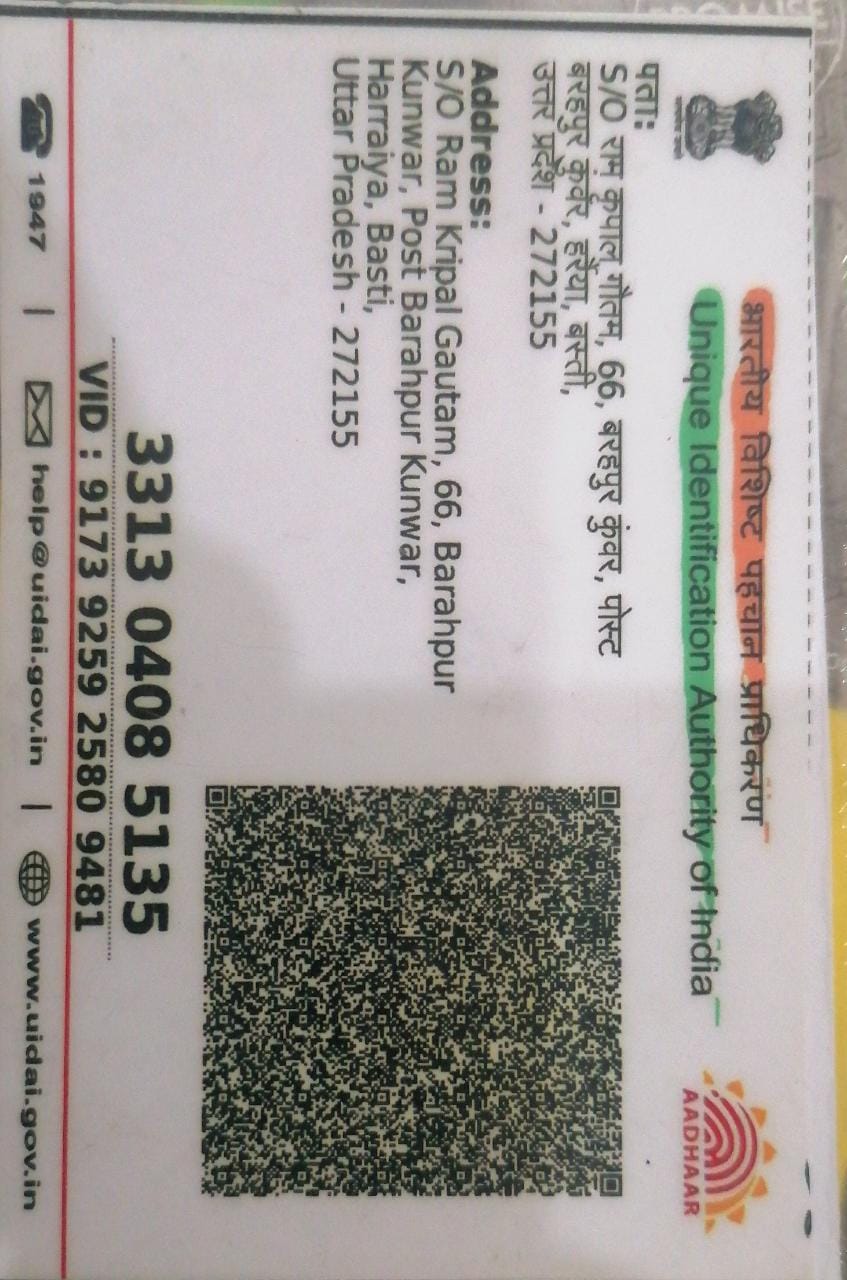 भारतीय विशिष्ट पहचान प्राधिकरण
Unique Identification Authority of India
AADHAAR
पता:
S/O राम कृपाल गौतम, 66, बरहपुर कुंवर, पोस्ट
बरहपुर कुंवर, हर्रैया, बस्ती,
उत्तर प्रदेश - 272155
Address:
S/O Ram Kripal Gautam, 66, Barahpur
Kunwar, Post Barahpur Kunwar,
Harraiya, Basti,
Uttar Pradesh - 272155
3313 0408 5135
VID : 9173 9259 2580 9481
1947 | help@uidai.gov.in | www.uidai.gov.in